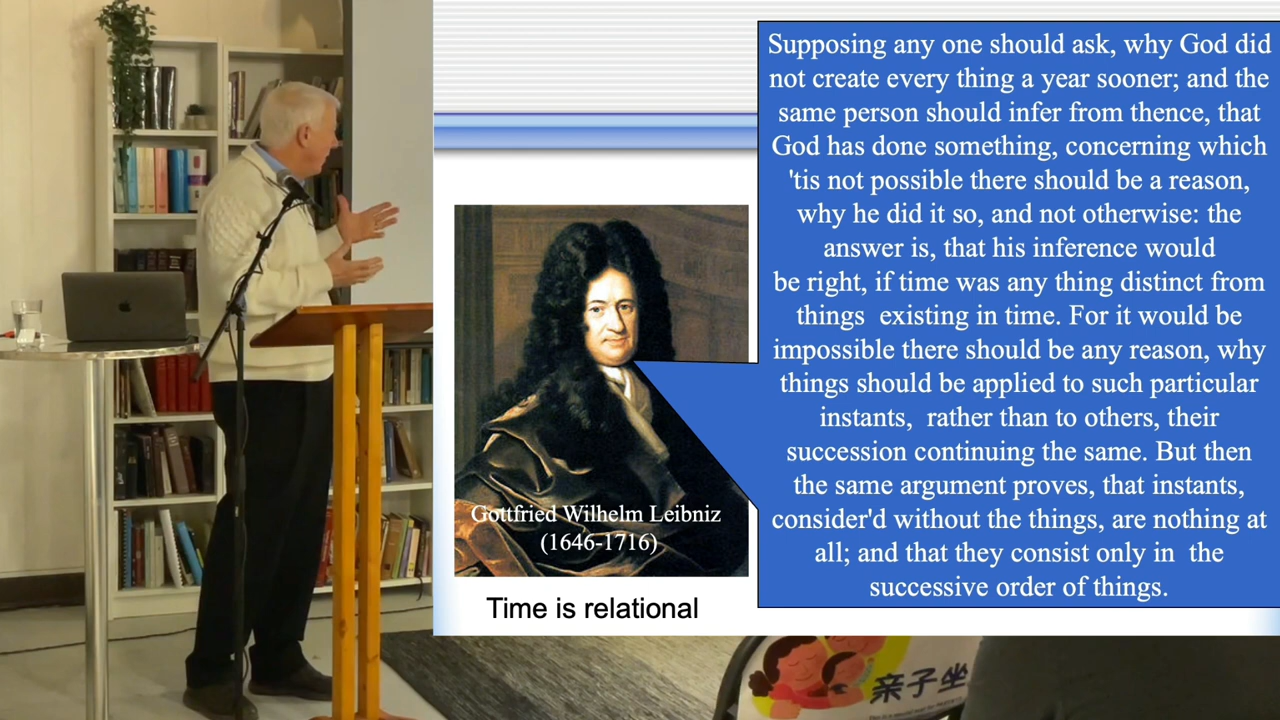 Supposing any one should ask, why God did
not create every thing a year sooner; and the
same person should infer from thence, that
God has done something, concerning which
'tis not possible there should be a reason,
why he did it so, and not otherwise: the
answer is, that his inference would
be right, if time was any thing distinct from
things existing in time. For it would be
impossible there should be any reason, why
things should be applied to such particular
instants, rather than to others, their
succession continuing the same. But then
the same argument proves, that instants,
consider'd without the things, are nothing at
all; and that they consist only in the
successive order of things.
Gottfried Wilhelm Leibniz
(1646-1716)
Time is relational
亲子坐